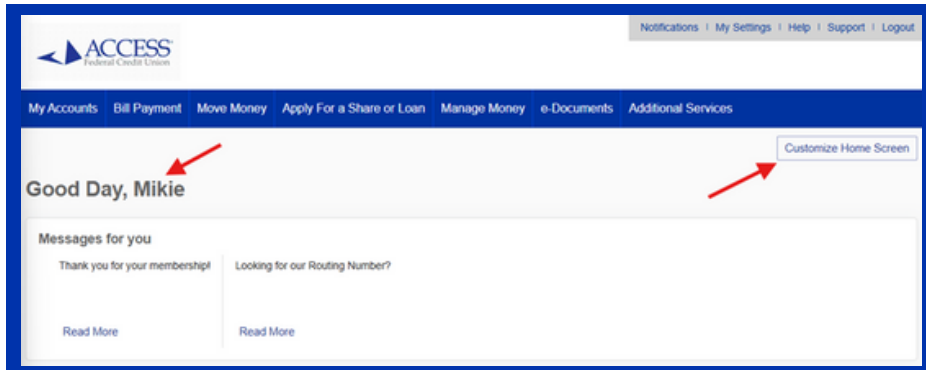 Notifications | My Settings | Help | Support | Logout
ACCESS
Federal Credit Union
My Accounts Bill Payment Move Money Apply For a Share or Loan Manage Money e-Documents Additional Services
Customize Home Screen
Good Day, Mikie
Messages for you
Thank you for your membership! Looking for our Routing Number?
Read More Read More